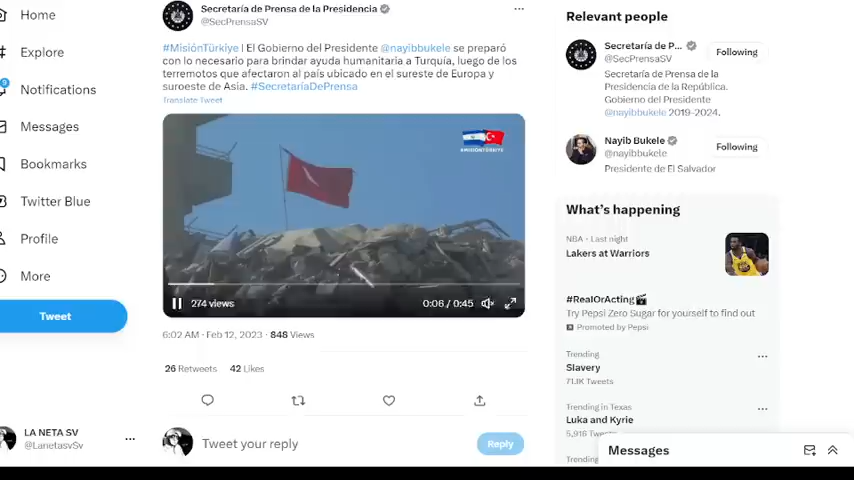 Home
Explore
9
Notifications
Messages
Bookmarks
Twitter Blue
Profile
More
Tweet
LA NETA SV
@LanetasvSv
Secretaría de Prensa de la Presidencia
@SecPrensaSV
#MisiónTürkiye | El Gobierno del Presidente @nayibbukele se preparó
con lo necesario para brindar ayuda humanitaria a Turquía, luego de los
terremotos que afectaron al país ubicado en el sureste de Europa y
suroeste de Asia. #SecretaríaDePrensa
Translate Tweet
#MISIÓNTÜRKIYE
274 views
0:06 / 0:45
6:02 AM · Feb 12, 2023 · 848 Views
26 Retweets 42 Likes
Tweet your reply
Reply
Relevant people
Secretaría de P...
@SecPrensaSV
Following
Secretaría de Prensa de la
Presidencia de la República.
Gobierno del Presidente
@nayibbukele 2019-2024.
Nayib Bukele
@nayibbukele
Following
Presidente de El Salvador
What's happening
NBA · Last night
Lakers at Warriors
#RealOrActing
Try Pepsi Zero Sugar for yourself to find out
Promoted by Pepsi
Trending
Slavery
71.1K Tweets
Trending in Texas
Luka and Kyrie
5,916
Trending
Messages